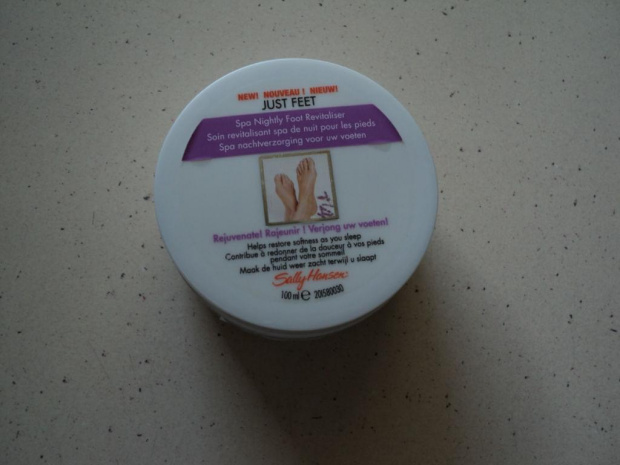 NEW! NOUVEAU ! NIEUW!
JUST FEET
Spa Nightly Foot Revitaliser
Soin revitalisant spa de nuit pour les pieds
Spa nachtverzorging voor uw voeten
Rejuvenate! Rajeunir ! Verjong uw voeten!
Helps restore softness as you sleep
Contribue à redonner de la douceur à vos pieds
pendant votre sommeil
Maak de huid weer zacht terwijl u slaapt
Sally Hansen
100 ml e 20158003O